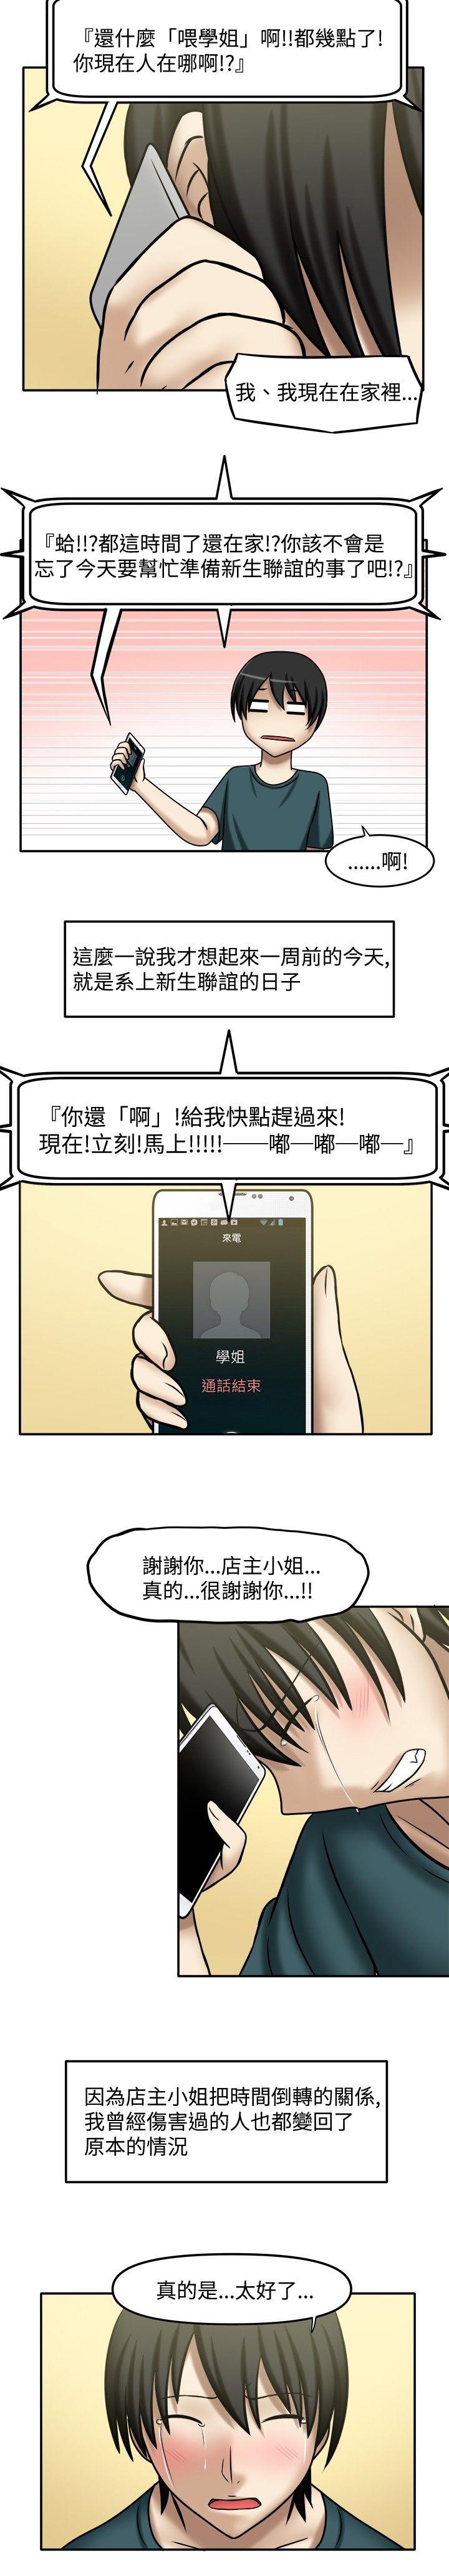 『還什麼「喂學姐」啊!!都幾點了!
你現在人在哪啊!?』
我、我現在在家裡...
『蛤!!?都這時間了還在家!?你該不會是
忘了今天要幫忙準備新生聯誼的事了吧!?』
......啊!
這麼一說我才想起來一周前的今天,
就是系上新生聯誼的日子
『你還「啊」!給我快點趕過來!
現在!立刻!馬上!!!!!──嘟─嘟─嘟─』
來電
學姐
通話結束
謝謝你...店主小姐...
真的...很謝謝你...!!
因為店主小姐把時間倒轉的關係,
我曾經傷害過的人也都變回了
原本的情況
真的是...太好了...